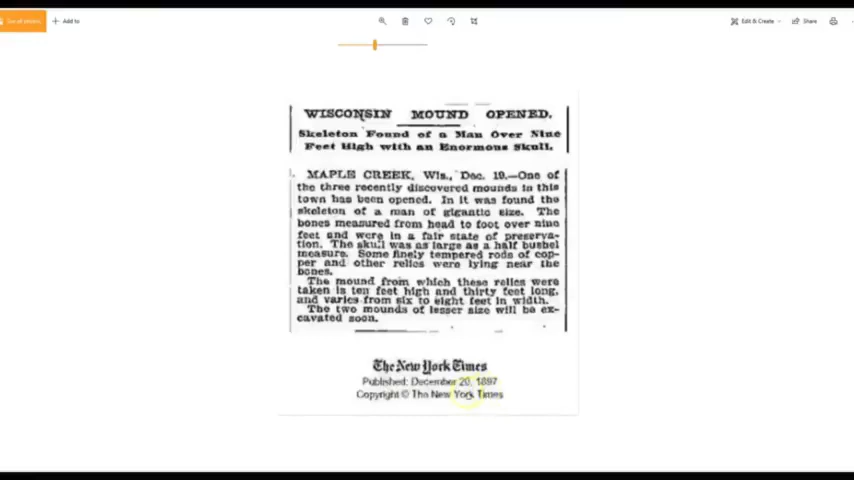 See all photos
Add to
Edit & Create
Share
WISCONSIN MOUND OPENED.
Skeleton Found of a Man Over Nine
Feet High with an Enormous Skull.
MAPLE CREEK, Wis., Dec. 19.—One of
the three recently discovered mounds in this
town has been opened. In it was found the
skeleton of a man of gigantic size. The
bones measured from head to foot over nine
feet and were in a fair state of preserva-
tion. The skull was as large as a half bushel
measure. Some finely tempered rods of cop-
per and other relics were lying near the
bones.
The mound from which these relics were
taken is ten feet high and thirty feet long,
and varies from six to eight feet in width.
The two mounds of lesser size will be ex-
cavated soon.
The New York Times
Published: December 20, 1897
Copyright © The New York Times